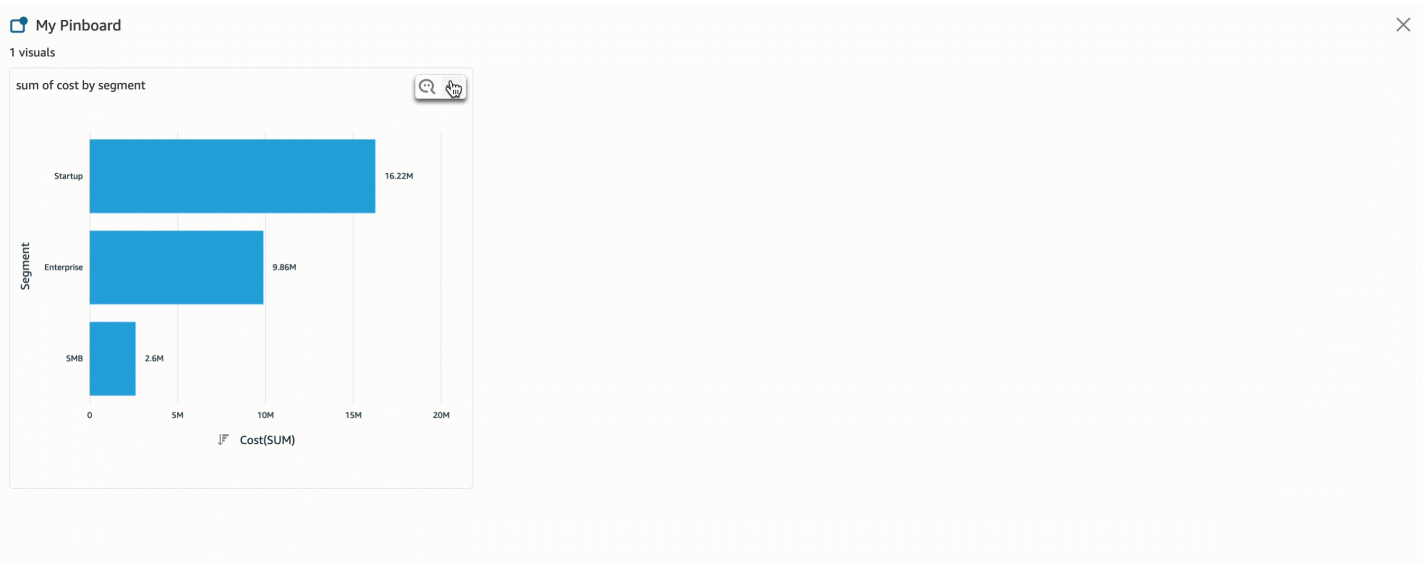 My Pinboard
1 visuals
sum of cost by segment
Segment
Startup
16.22M
Enterprise
9.86M
SMB
2.6M
0 5M 10M 15M 20M
Cost(SUM)